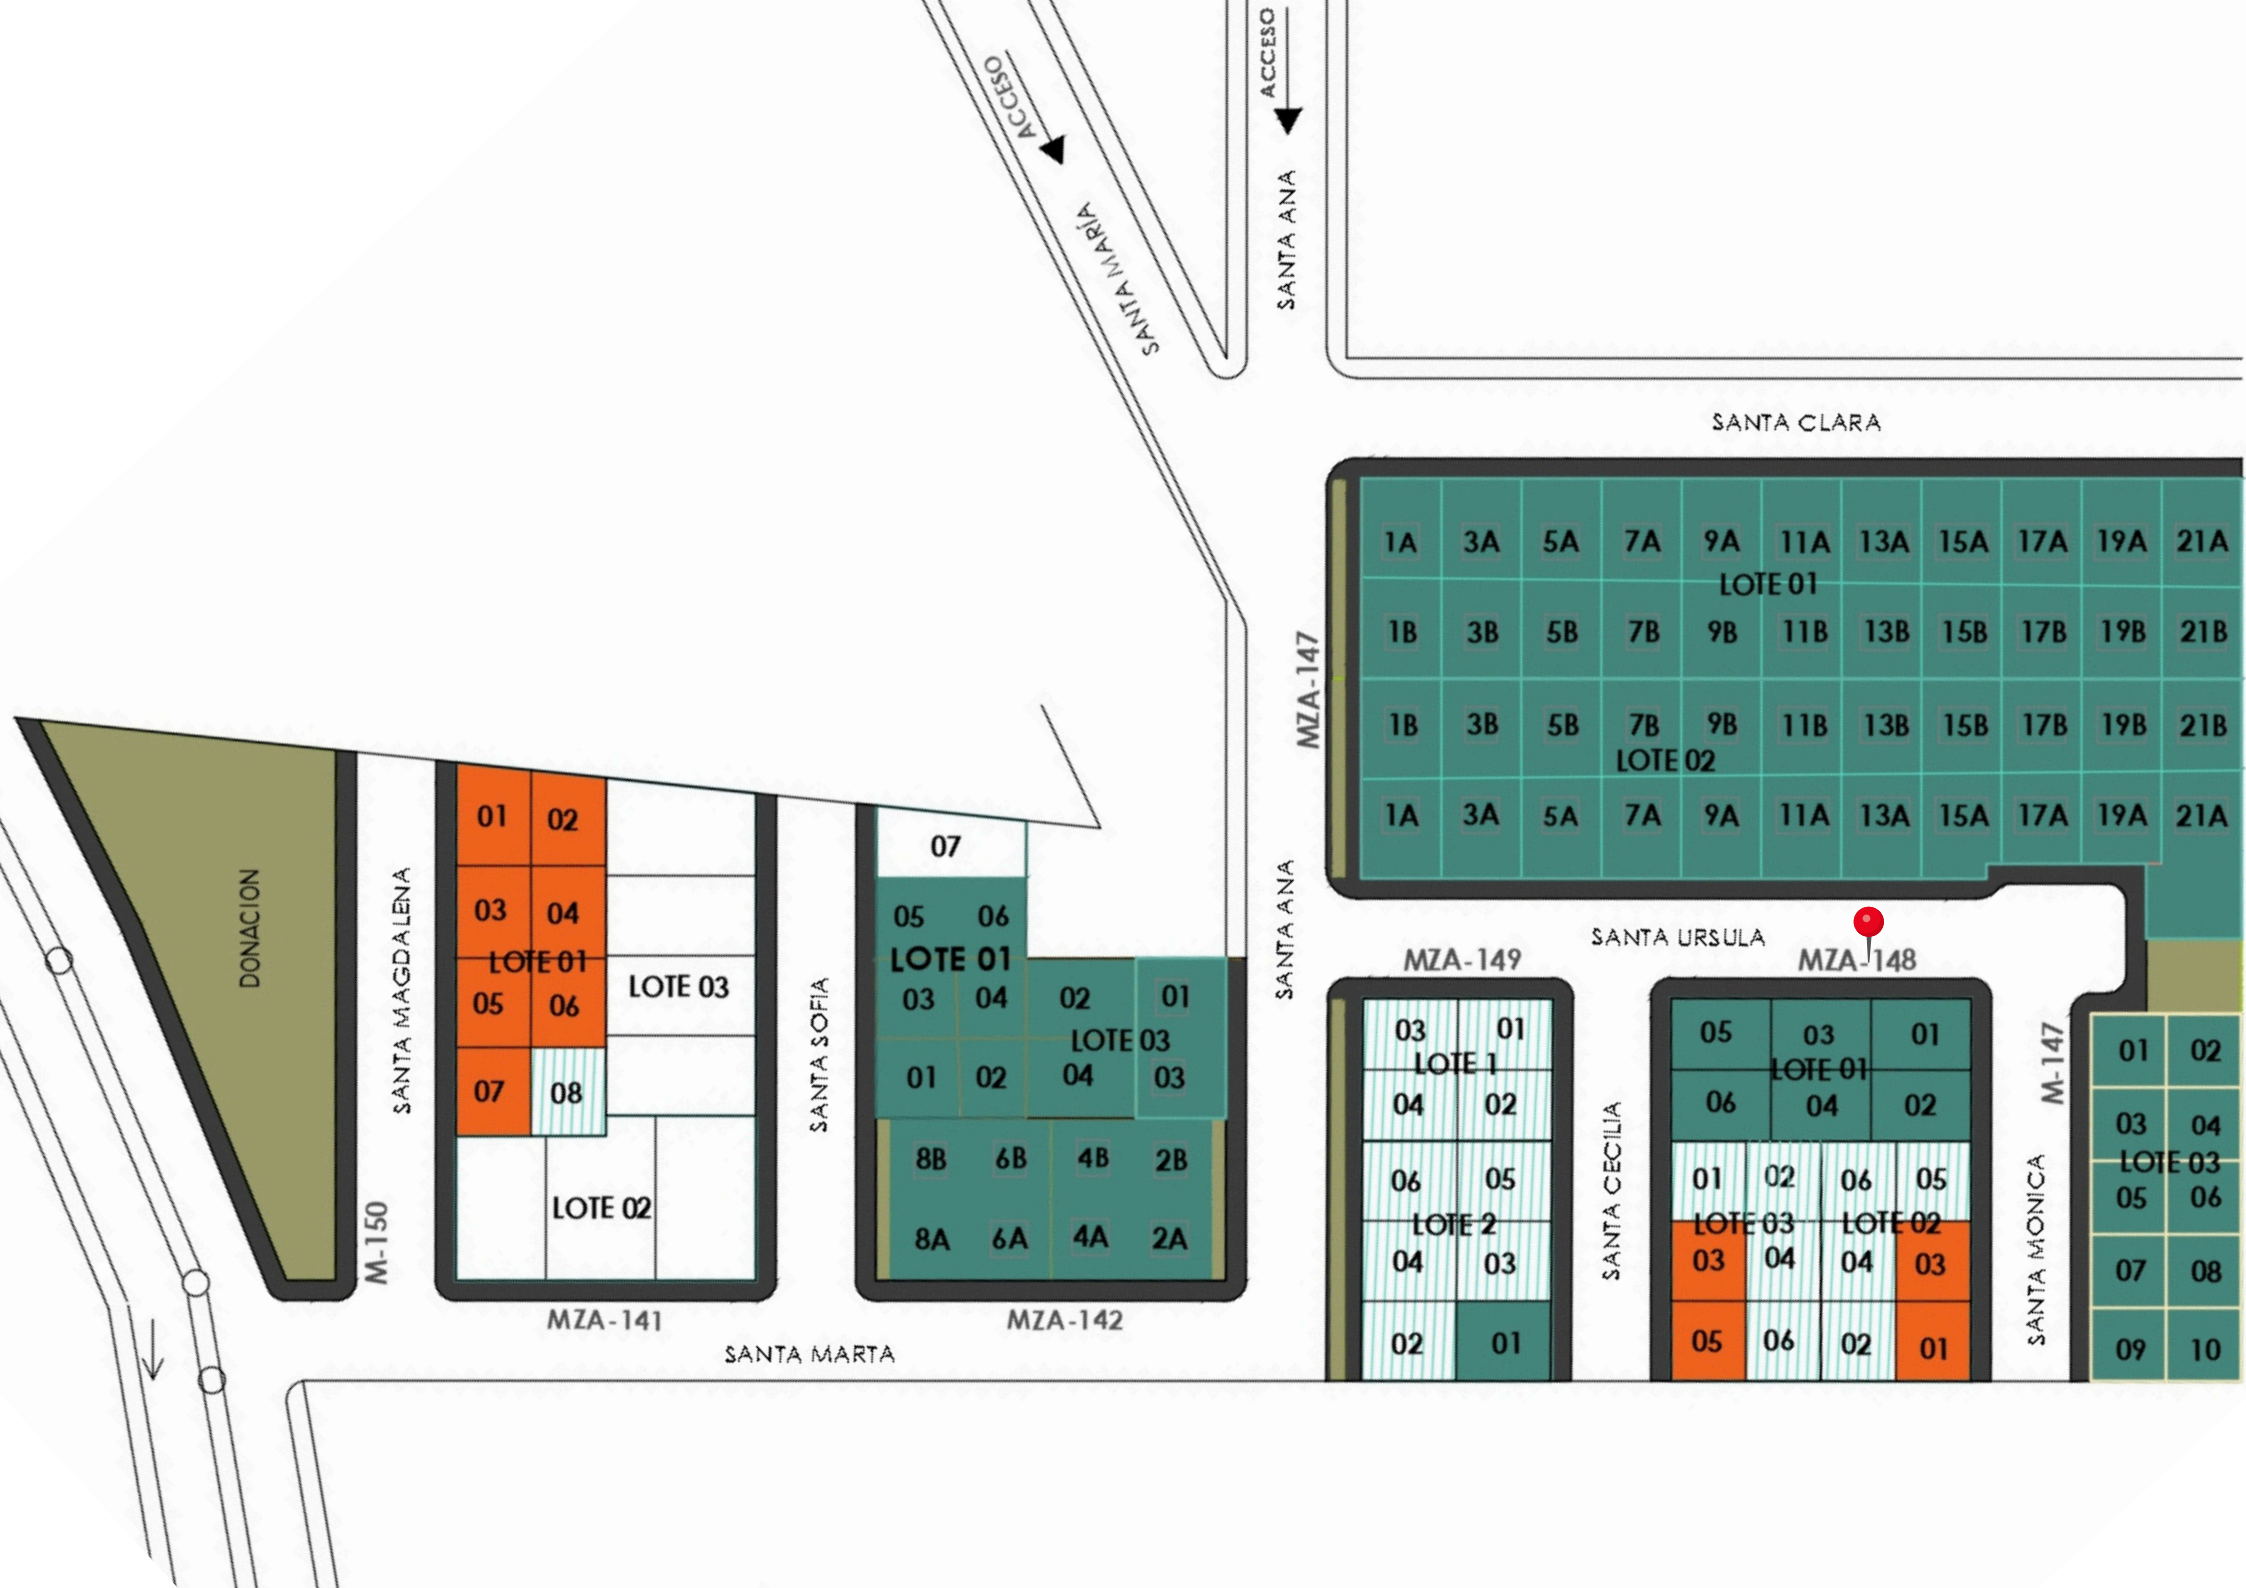 ACCESO
ACCESO
SANTA MARÍA
SANTA ANA
SANTA CLARA
1A 3A 5A 7A 9A 11A 13A 15A 17A 19A 21A
LOTE 01
1B 3B 5B 7B 9B 11B 13B 15B 17B 19B 21B
MZA-147
1B 3B 5B 7B 9B 11B 13B 15B 17B 19B 21B
LOTE 02
1A 3A 5A 7A 9A 11A 13A 15A 17A 19A 21A
DONACION
SANTA MAGDALENA
M-150
01 02
03 04
LOTE 01
05 06
07 08
LOTE 03
LOTE 02
MZA-141
SANTA SOFIA
07
05 06
LOTE 01
03 04 02 01
LOTE 03
01 02 04 03
8B 6B 4B 2B
8A 6A 4A 2A
MZA-142
SANTA MARTA
SANTA ANA
SANTA URSULA
MZA-149
03 01
LOTE 1
04 02
06 05
LOTE 2
04 03
02 01
SANTA CECILIA
MZA-148
05 03 01
LOTE 01
06 04 02
01 02 06 05
LOTE 03 LOTE 02
03 04 04 03
05 06 02 01
SANTA MONICA
M-147
01 02
03 04
LOTE 03
05 06
07 08
09 10